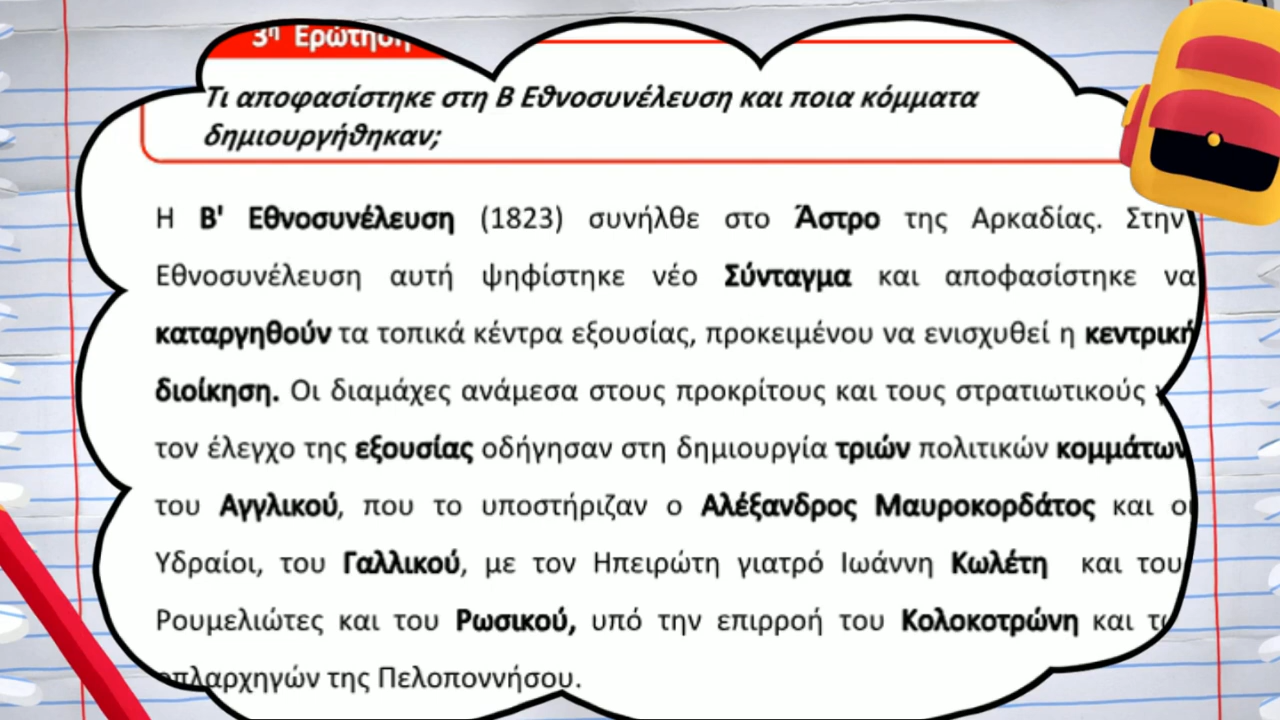 3η Ερώτηση
Τι αποφασίστηκε στη Β Εθνοσυνέλευση και ποια κόμματα
δημιουργήθηκαν;
Η Β' Εθνοσυνέλευση (1823) συνήλθε στο Άστρο της Αρκαδίας. Στην
Εθνοσυνέλευση αυτή ψηφίστηκε νέο Σύνταγμα και αποφασίστηκε να
καταργηθούν τα τοπικά κέντρα εξουσίας, προκειμένου να ενισχυθεί η κεντρική
διοίκηση. Οι διαμάχες ανάμεσα στους προκρίτους και τους στρατιωτικούς
τον έλεγχο της εξουσίας οδήγησαν στη δημιουργία τριών πολιτικών κομμάτων
του Αγγλικού, που το υποστήριζαν ο Αλέξανδρος Μαυροκορδάτος και οι
Υδραίοι, του Γαλλικού, με τον Ηπειρώτη γιατρό Ιωάννη Κωλέτη και του
Ρουμελιώτες και του Ρωσικού, υπό την επιρροή του Κολοκοτρώνη και
οπλαρχηγών της Πελοποννήσου.